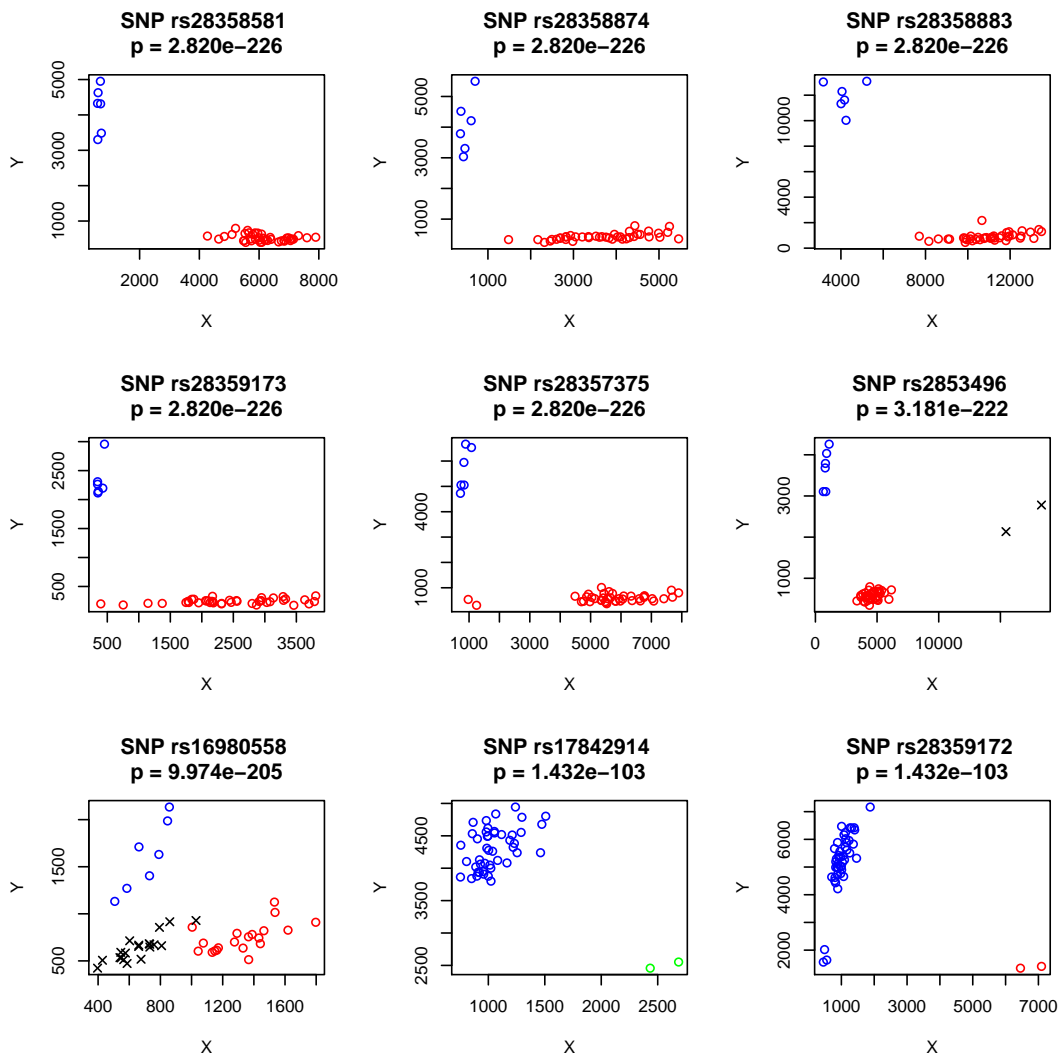 SNP rs28358581
p = 2.820e−226
Y
5000
3000
1000
2000 4000 6000 8000
X
SNP rs28358874
p = 2.820e−226
Y
5000
3000
1000
1000 3000 5000
X
SNP rs28358883
p = 2.820e−226
Y
10000
4000
0
4000 8000 12000
X
SNP rs28359173
p = 2.820e−226
Y
2500
1500
500
500 1500 2500 3500
X
SNP rs28357375
p = 2.820e−226
Y
4000
1000
1000 3000 5000 7000
X
SNP rs2853496
p = 3.181e−222
Y
3000
1000
0 5000 10000
X
SNP rs16980558
p = 9.974e−205
Y
1500
500
400 800 1200 1600
X
SNP rs17842914
p = 1.432e−103
Y
4500
3500
2500
1000 1500 2000 2500
X
SNP rs28359172
p = 1.432e−103
Y
6000
4000
2000
1000 3000 5000 7000
X